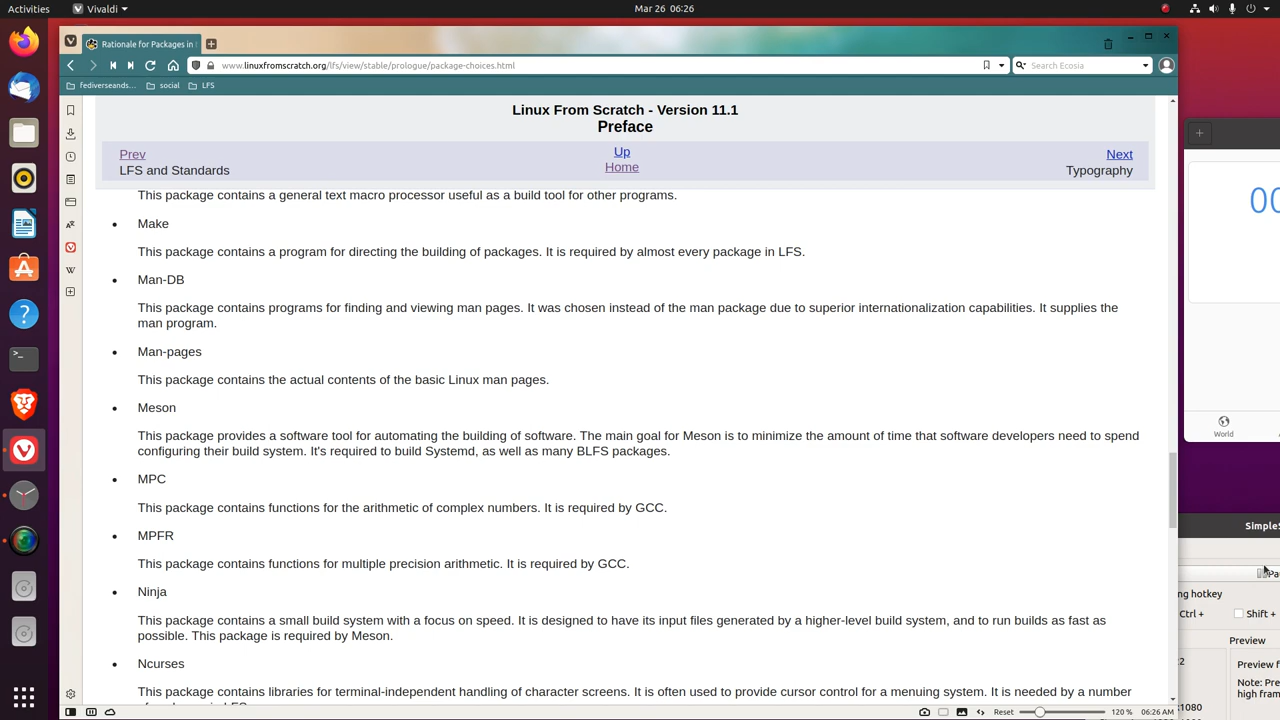 Activities
Vivaldi
Mar 26 06:26
Rationale for Packages in
www.linuxfromscratch.org/lfs/view/stable/prologue/package-choices.html
Search Ecosia
fediverseands...
social
LFS
Linux From Scratch - Version 11.1
Preface
Prev
Up
Next
LFS and Standards
Home
Typography
This package contains a general text macro processor useful as a build tool for other programs.
• Make
This package contains a program for directing the building of packages. It is required by almost every package in LFS.
• Man-DB
This package contains programs for finding and viewing man pages. It was chosen instead of the man package due to superior internationalization capabilities. It supplies the
man program.
• Man-pages
This package contains the actual contents of the basic Linux man pages.
• Meson
This package provides a software tool for automating the building of software. The main goal for Meson is to minimize the amount of time that software developers need to spend
configuring their build system. It's required to build Systemd, as well as many BLFS packages.
• MPC
This package contains functions for the arithmetic of complex numbers. It is required by GCC.
• MPFR
This package contains functions for multiple precision arithmetic. It is required by GCC.
• Ninja
This package contains a small build system with a focus on speed. It is designed to have its input files generated by a higher-level build system, and to run builds as fast as
possible. This package is required by Meson.
• Ncurses
This package contains libraries for terminal-independent handling of character screens. It is often used to provide cursor control for a menuing system. It is needed by a number
Reset
120 %
06:26 AM
00
World
SimpleS
Pa
ng hotkey
Ctrl +
Shift +
Preview
2
Preview f
Note: Pre
high fram
1080